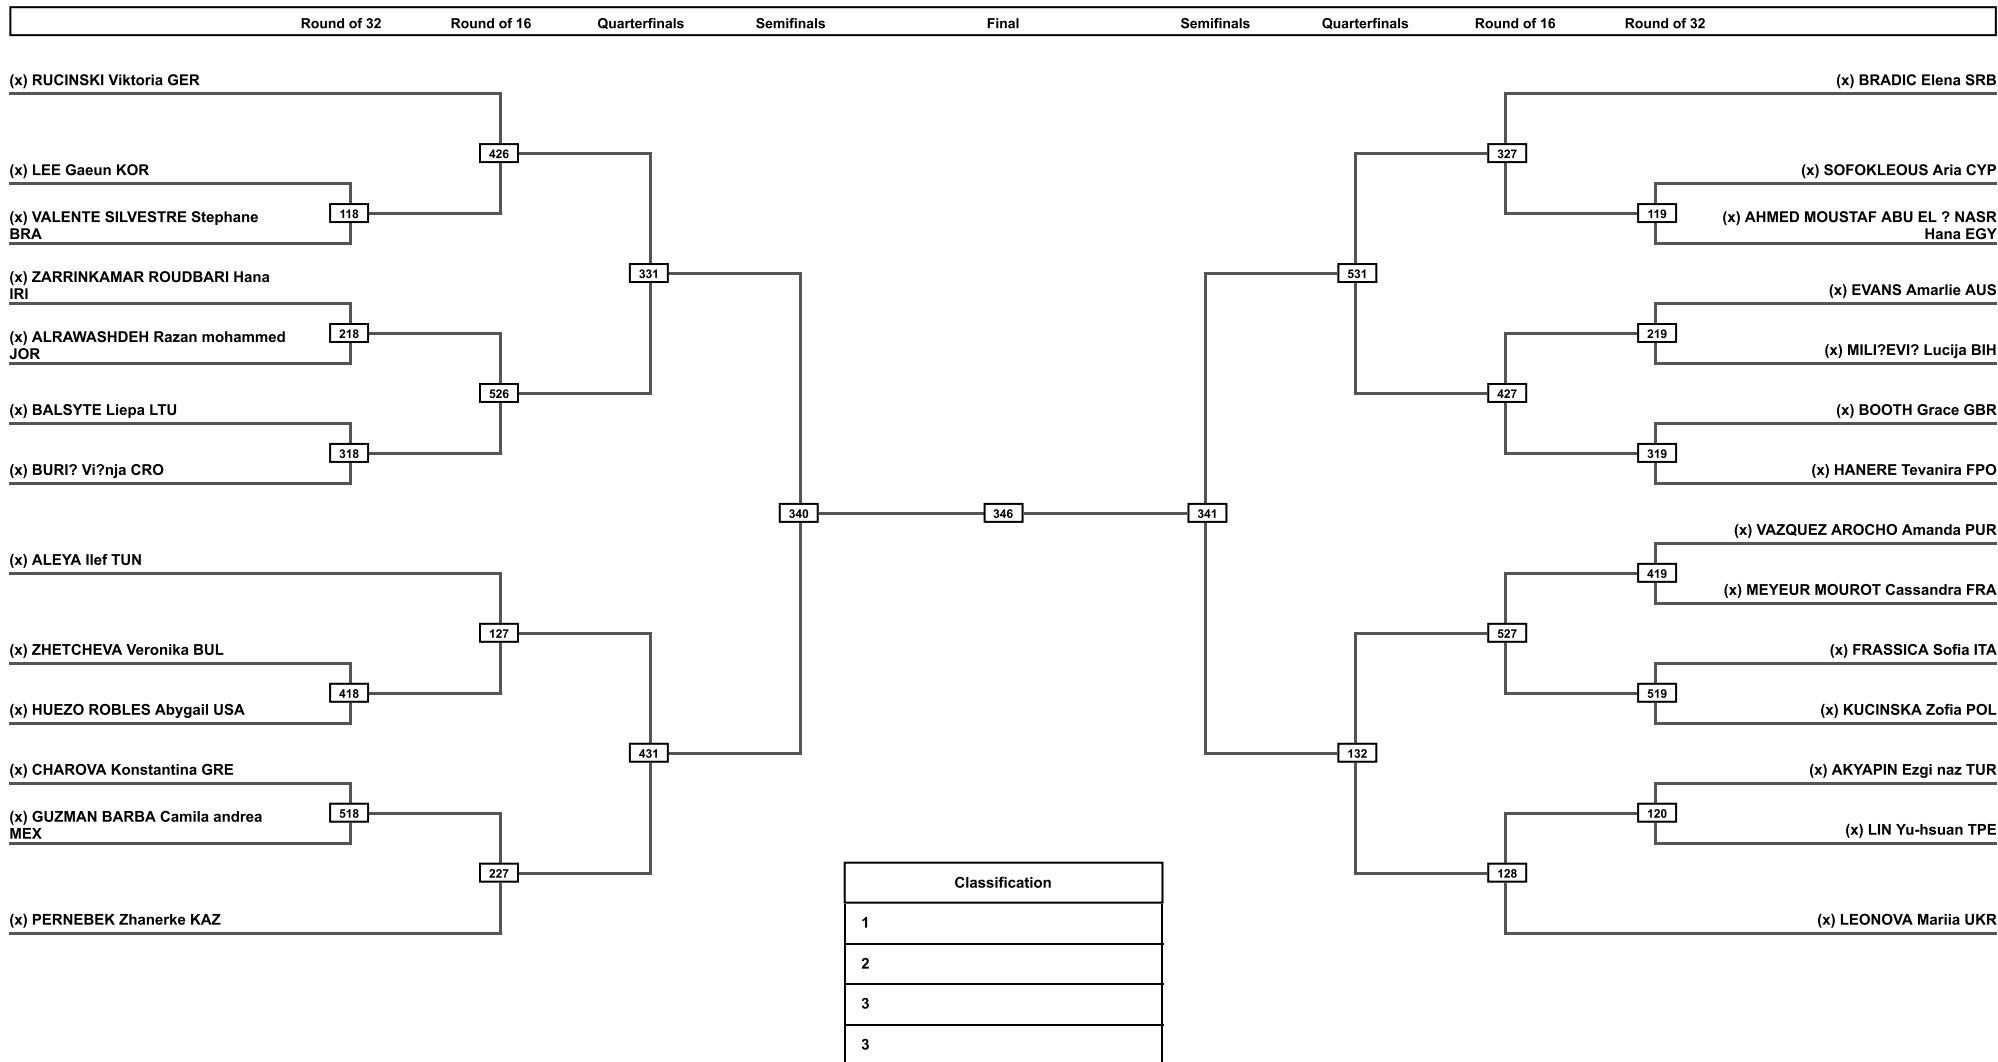 Round of 32 Round of 16 Quarterfinals Semifinals Final Semifinals Quarterfinals Round of 16 Round of 32
(x) RUCINSKI Viktoria GER
426
(x) LEE Gaeun KOR
118
(x) VALENTE SILVESTRE Stephane
BRA
(x) ZARRINKAMAR ROUDBARI Hana
IRI
331
218
(x) ALRAWASHDEH Razan mohammed
JOR
526
(x) BALSYTE Liepa LTU
318
(x) BURI? Vi?nja CRO
340
346
341
(x) ALEYA Ilef TUN
127
(x) ZHETCHEVA Veronika BUL
418
(x) HUEZO ROBLES Abygail USA
431
(x) CHAROVA Konstantina GRE
518
(x) GUZMAN BARBA Camila andrea
MEX
227
(x) PERNEBEK Zhanerke KAZ
(x) BRADIC Elena SRB
327
(x) SOFOKLEOUS Aria CYP
119
(x) AHMED MOUSTAF ABU EL ? NASR
Hana EGY
531
(x) EVANS Amarlie AUS
219
(x) MILI?EVI? Lucija BIH
427
(x) BOOTH Grace GBR
319
(x) HANERE Tevanira FPO
(x) VAZQUEZ AROCHO Amanda PUR
419
(x) MEYEUR MOUROT Cassandra FRA
527
(x) FRASSICA Sofia ITA
519
(x) KUCINSKA Zofia POL
132
(x) AKYAPIN Ezgi naz TUR
120
(x) LIN Yu-hsuan TPE
128
(x) LEONOVA Mariia UKR
Classification
1
2
3
3